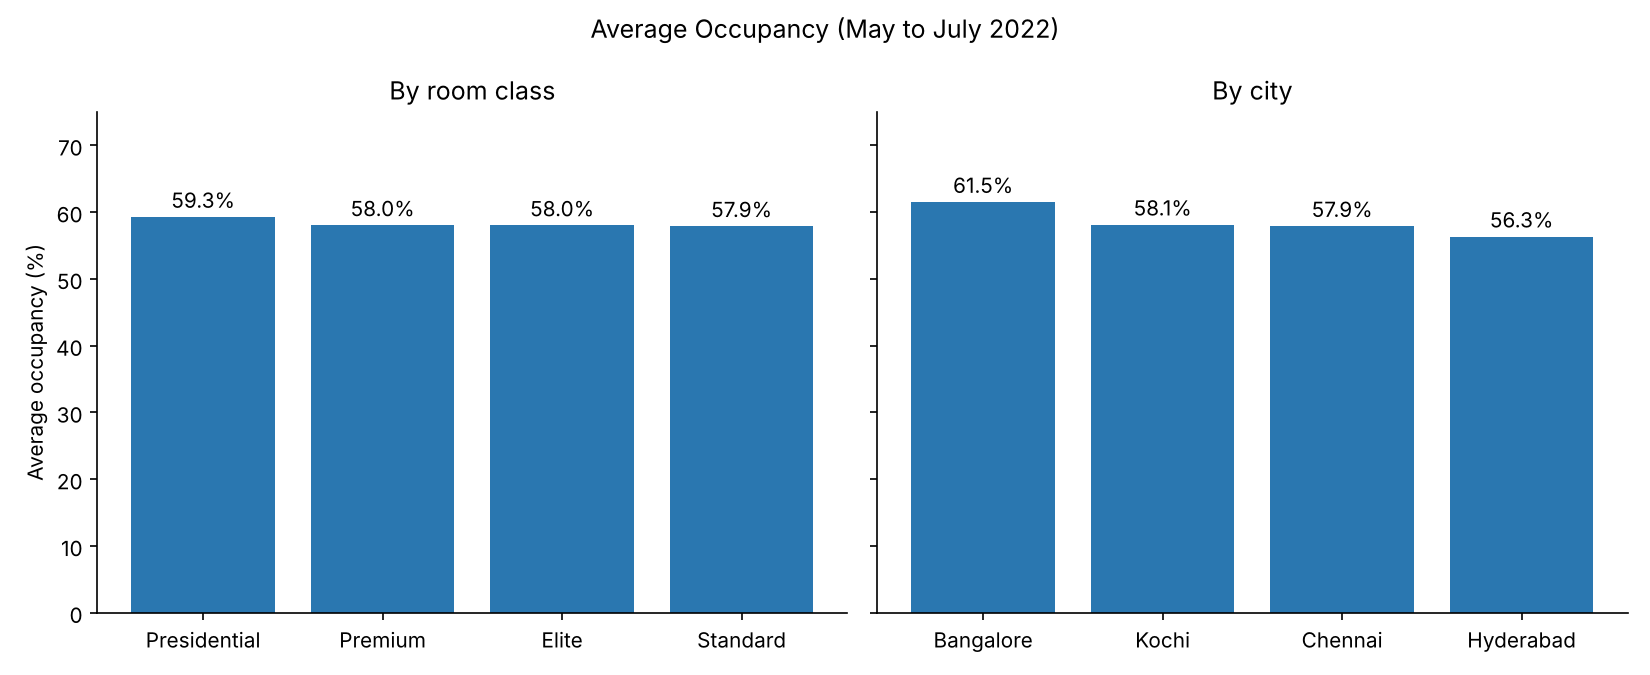 Average Occupancy (May to July 2022)
By room class
Average occupancy (%)
70
60
50
40
30
20
10
0
59.3%
58.0%
58.0%
57.9%
Presidential
Premium
Elite
Standard
By city
61.5%
58.1%
57.9%
56.3%
Bangalore
Kochi
Chennai
Hyderabad